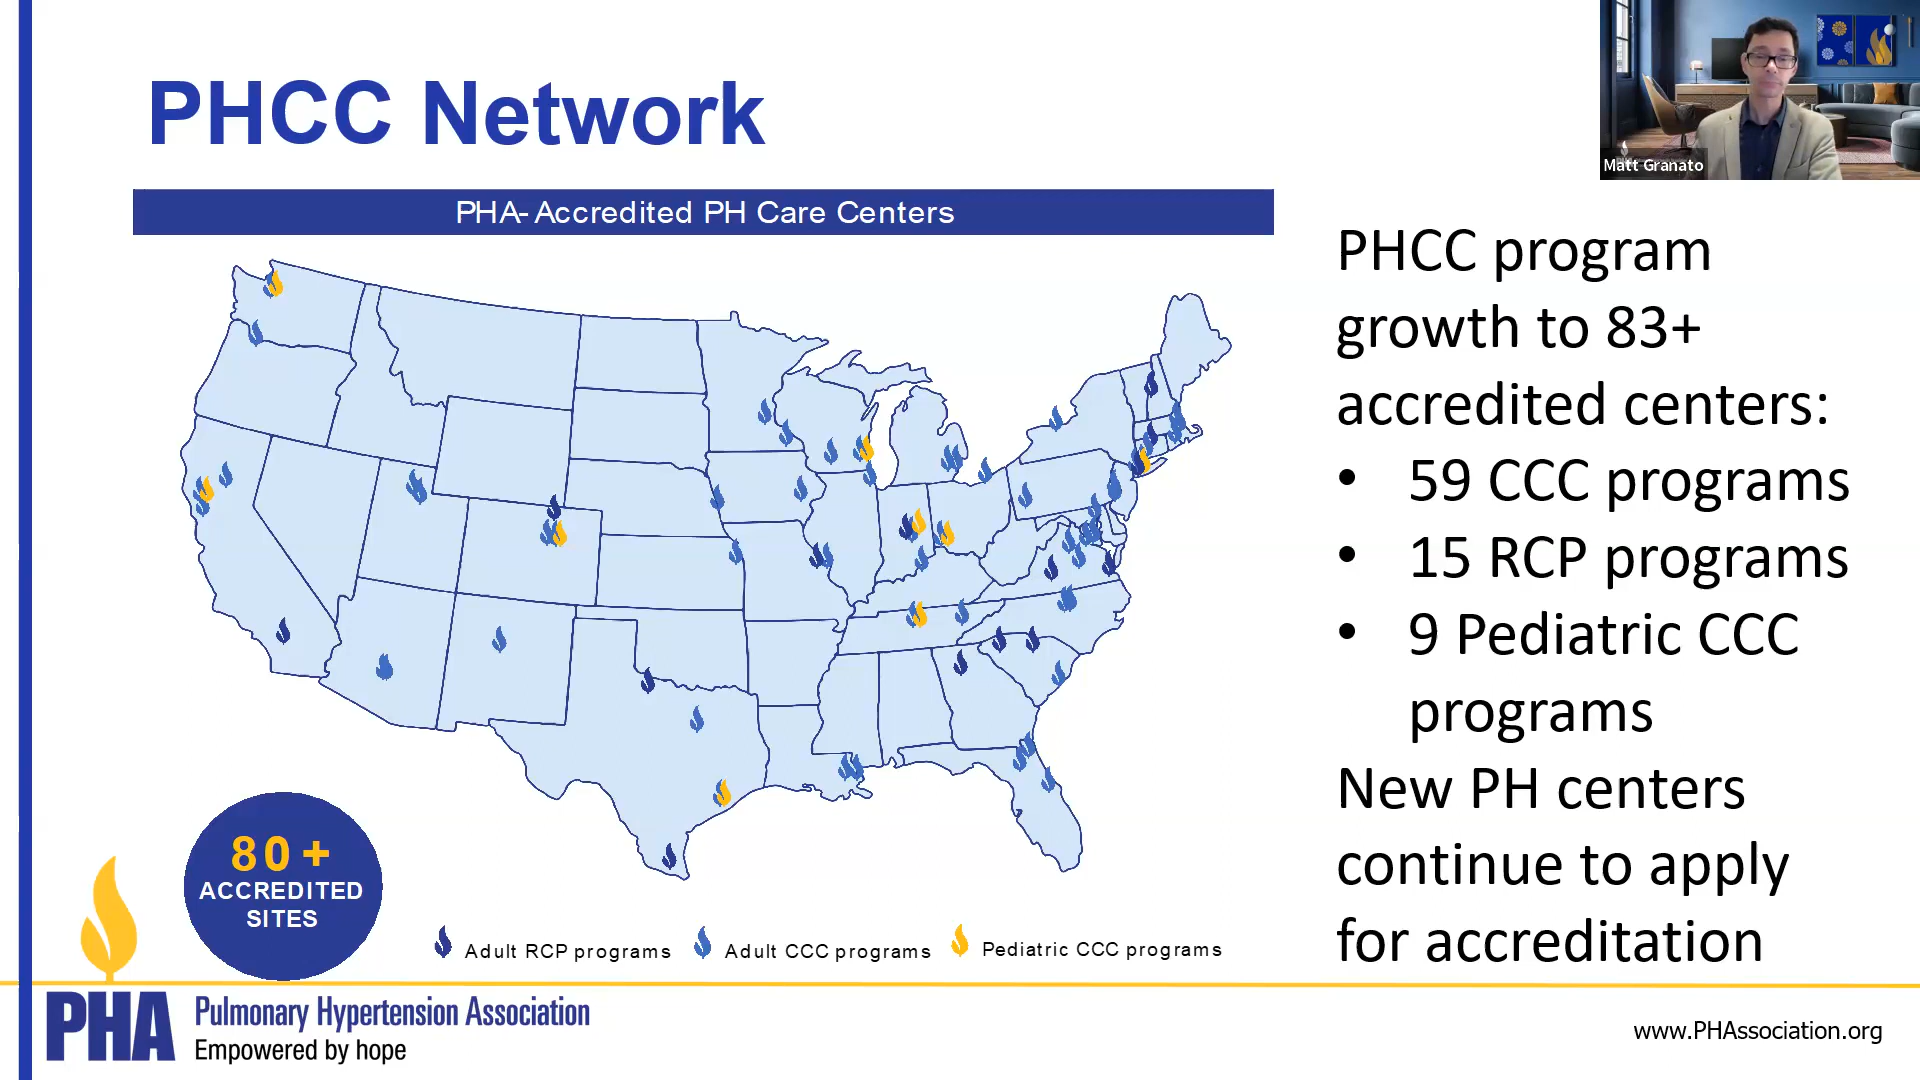 PHCC Network
Matt Granato
PHA-Accredited PH Care Centers
PHCC program
growth to 83+
accredited centers:
• 59 CCC programs
• 15 RCP programs
• 9 Pediatric CCC
programs
New PH centers
continue to apply
for accreditation
80+
ACCREDITED
SITES
Adult RCP programs
Adult CCC programs
Pediatric CCC programs
PHA
Pulmonary Hypertension Association
Empowered by hope
www.PHAssociation.org